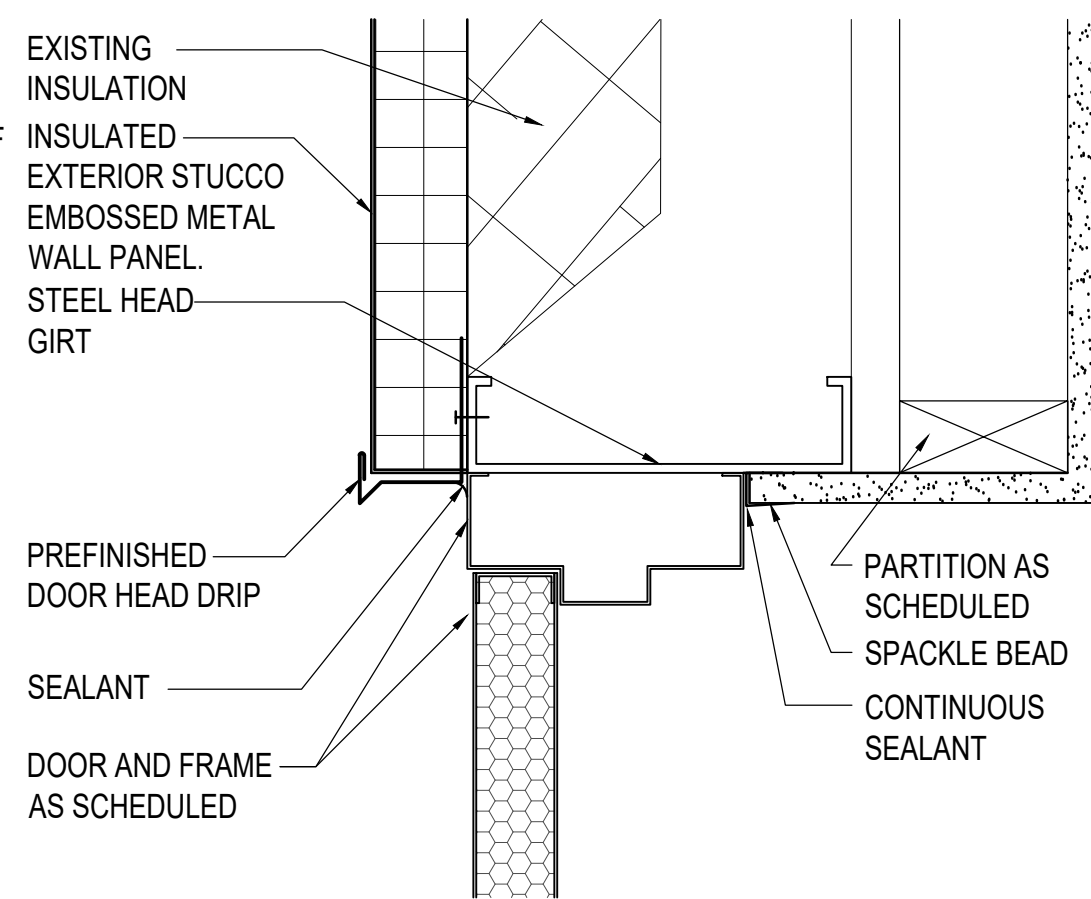 EXISTING
INSULATION
INSULATED
EXTERIOR STUCCO
EMBOSSED METAL
WALL PANEL.
STEEL HEAD
GIRT
PREFINISHED
DOOR HEAD DRIP
SEALANT
DOOR AND FRAME
AS SCHEDULED
PARTITION AS
SCHEDULED
SPACKLE BEAD
CONTINUOUS
SEALANT